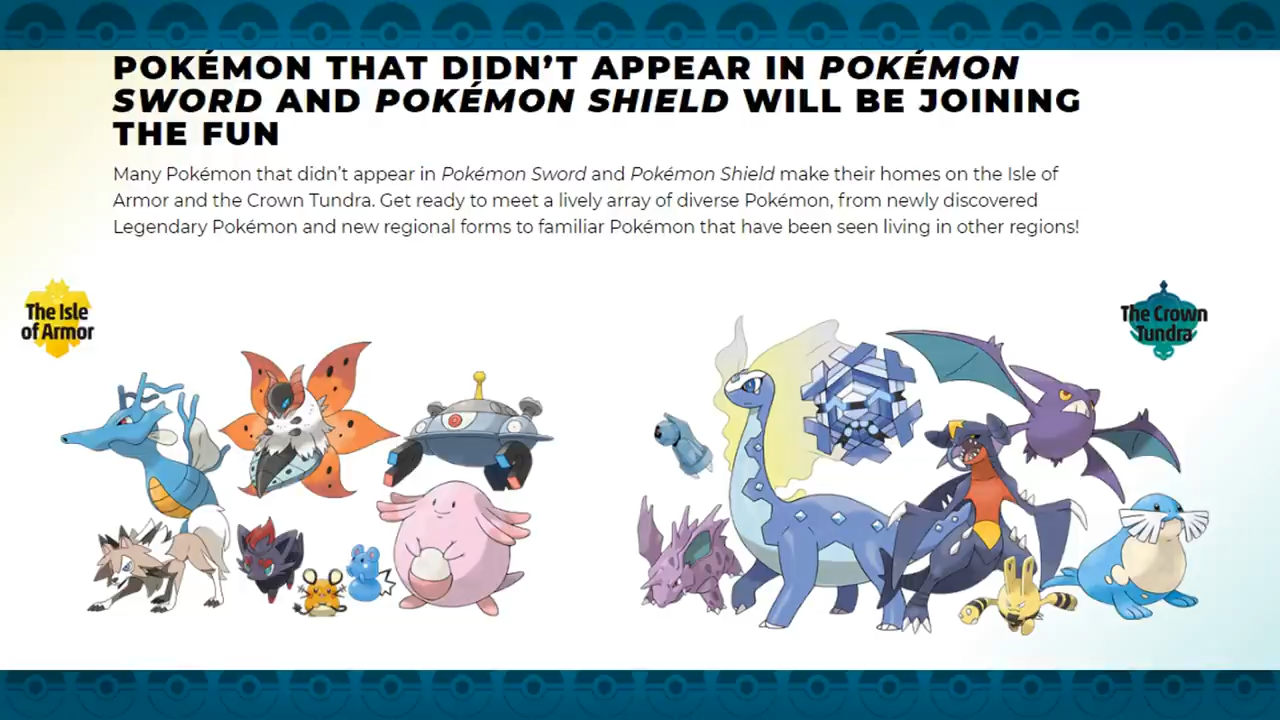 POKÉMON THAT DIDN’T APPEAR IN POKÉMON
SWORD AND POKÉMON SHIELD WILL BE JOINING
THE FUN
Many Pokémon that didn’t appear in Pokémon Sword and Pokémon Shield make their homes on the Isle of
Armor and the Crown Tundra. Get ready to meet a lively array of diverse Pokémon, from newly discovered
Legendary Pokémon and new regional forms to familiar Pokémon that have been seen living in other regions!
The Isle
of Armor
The Crown
Tundra